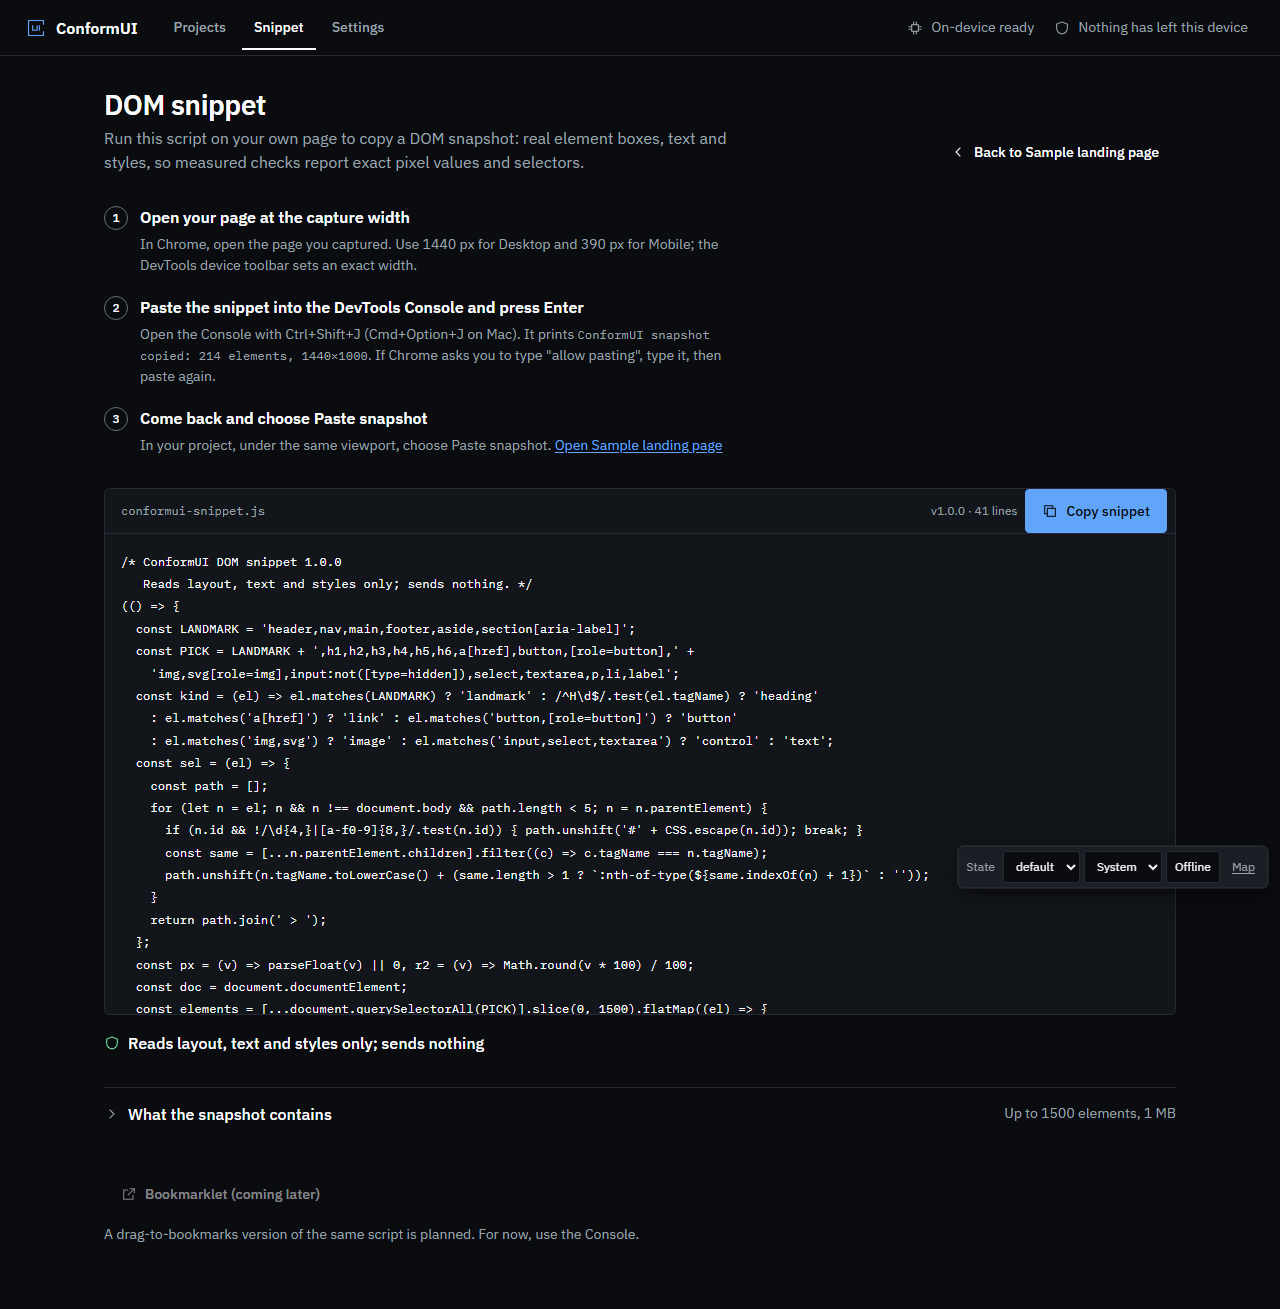 UI ConformUI Projects Snippet Settings On-device ready Nothing has left this device
DOM snippet
Run this script on your own page to copy a DOM snapshot: real element boxes, text and
styles, so measured checks report exact pixel values and selectors.
Back to Sample landing page
1 Open your page at the capture width
In Chrome, open the page you captured. Use 1440 px for Desktop and 390 px for Mobile; the
DevTools device toolbar sets an exact width.
2 Paste the snippet into the DevTools Console and press Enter
Open the Console with Ctrl+Shift+J (Cmd+Option+J on Mac). It prints ConformUI snapshot
copied: 214 elements, 1440×1000. If Chrome asks you to type "allow pasting", type it, then
paste again.
3 Come back and choose Paste snapshot
In your project, under the same viewport, choose Paste snapshot. Open Sample landing page
conformui-snippet.js v1.0.0 · 41 lines Copy snippet
/* ConformUI DOM snippet 1.0.0
   Reads layout, text and styles only; sends nothing. */
(() => {
  const LANDMARK = 'header,nav,main,footer,aside,section[aria-label]';
  const PICK = LANDMARK + ',h1,h2,h3,h4,h5,h6,a[href],button,[role=button],' +
    'img,svg[role=img],input:not([type=hidden]),select,textarea,p,li,label';
  const kind = (el) => el.matches(LANDMARK) ? 'landmark' : /^H\d$/.test(el.tagName) ? 'heading'
    : el.matches('a[href]') ? 'link' : el.matches('button,[role=button]') ? 'button'
    : el.matches('img,svg') ? 'image' : el.matches('input,select,textarea') ? 'control' : 'text';
  const sel = (el) => {
    const path = [];
    for (let n = el; n && n !== document.body && path.length < 5; n = n.parentElement) {
      if (n.id && !/\d{4,}|[a-f0-9]{8,}/.test(n.id)) { path.unshift('#' + CSS.escape(n.id)); break; }
      const same = [...n.parentElement.children].filter((c) => c.tagName === n.tagName);
      path.unshift(n.tagName.toLowerCase() + (same.length > 1 ? `:nth-of-type(${same.indexOf(n) + 1})` : ''));
    }
    return path.join(' > ');
  };
  const px = (v) => parseFloat(v) || 0, r2 = (v) => Math.round(v * 100) / 100;
  const doc = document.documentElement;
  const elements = [...document.querySelectorAll(PICK)].slice(0, 1500).flatMap((el) => {
State default System Offline Map
Reads layout, text and styles only; sends nothing
What the snapshot contains Up to 1500 elements, 1 MB
Bookmarklet (coming later)
A drag-to-bookmarks version of the same script is planned. For now, use the Console.